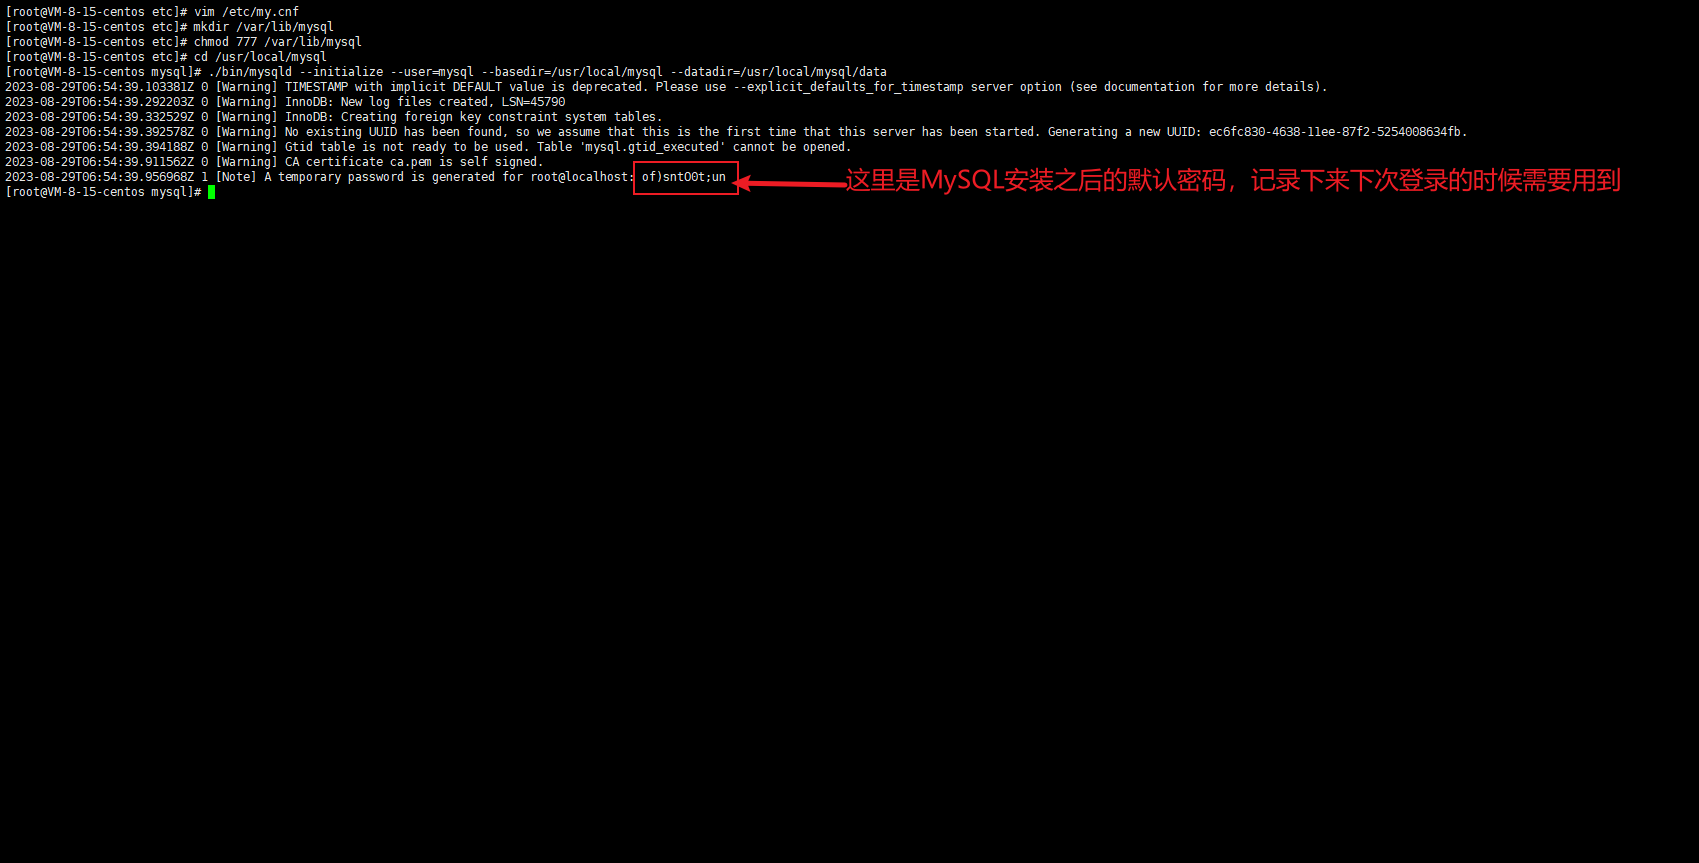 [root@VM-8-15-centos etc]# vim /etc/my.cnf
[root@VM-8-15-centos etc]# mkdir /var/lib/mysql
[root@VM-8-15-centos etc]# chmod 777 /var/lib/mysql
[root@VM-8-15-centos etc]# cd /usr/local/mysql
[root@VM-8-15-centos mysql]# ./bin/mysqld --initialize --user=mysql --basedir=/usr/local/mysql --datadir=/usr/local/mysql/data
2023-08-29T06:54:39.103381Z 0 [Warning] TIMESTAMP with implicit DEFAULT value is deprecated. Please use --explicit_defaults_for_timestamp server option (see documentation for more details).
2023-08-29T06:54:39.292203Z 0 [Warning] InnoDB: New log files created, LSN=45790
2023-08-29T06:54:39.332529Z 0 [Warning] InnoDB: Creating foreign key constraint system tables.
2023-08-29T06:54:39.392578Z 0 [Warning] No existing UUID has been found, so we assume that this is the first time that this server has been started. Generating a new UUID: ec6fc830-4638-11ee-87f2-5254008634fb.
2023-08-29T06:54:39.394188Z 0 [Warning] Gtid table is not ready to be used. Table 'mysql.gtid_executed' cannot be opened.
2023-08-29T06:54:39.911562Z 0 [Warning] CA certificate ca.pem is self signed.
2023-08-29T06:54:39.956968Z 1 [Note] A temporary password is generated for root@localhost: of)sntO0t;un
这里是MySQL安装之后的默认密码，记录下来下次登录的时候需要用到
[root@VM-8-15-centos mysql]#